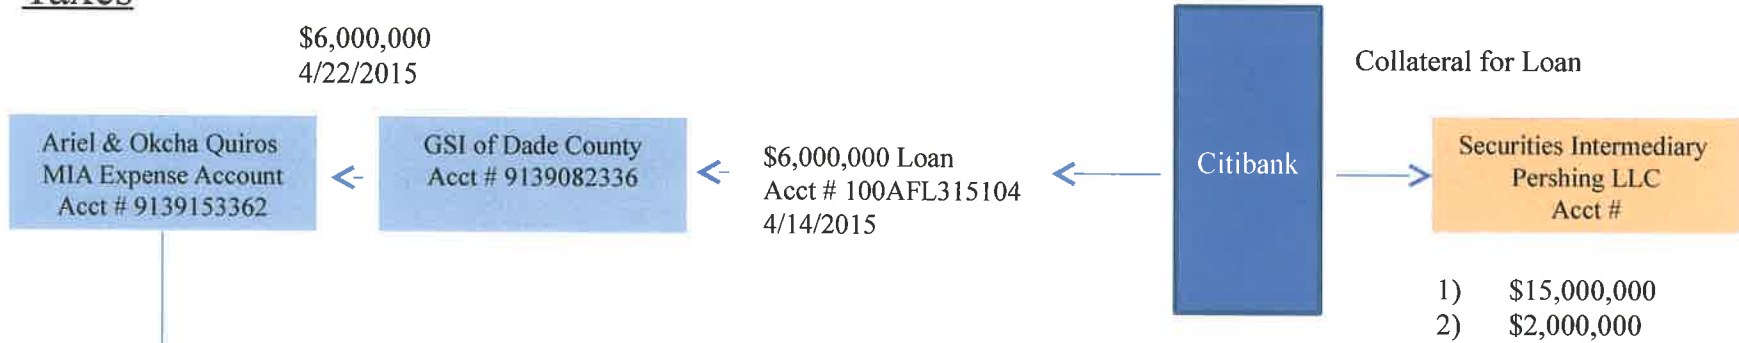 Taxes
$6,000,000
4/22/2015
Ariel & Okcha Quiros
MIA Expense Account
Acct # 9139153362
GSI of Dade County
Acct # 9139082336
$6,000,000 Loan
Acct # 100AFL315104
4/14/2015
Citibank
Collateral for Loan
Securities Intermediary
Pershing LLC
Acct #
1) $15,000,000
2) $2,000,000